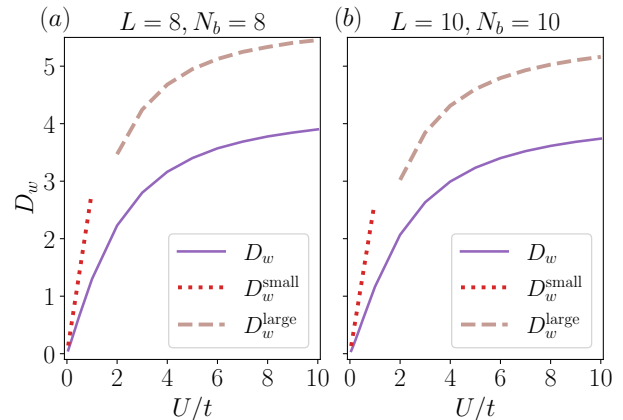 (a) L = 8, N_b = 8
(b) L = 10, N_b = 10
D_w
5
4
3
2
1
0
D_w
D_w^small
D_w^large
D_w
D_w^small
D_w^large
0 2 4 6 8 10
0 2 4 6 8 10
U/t
U/t